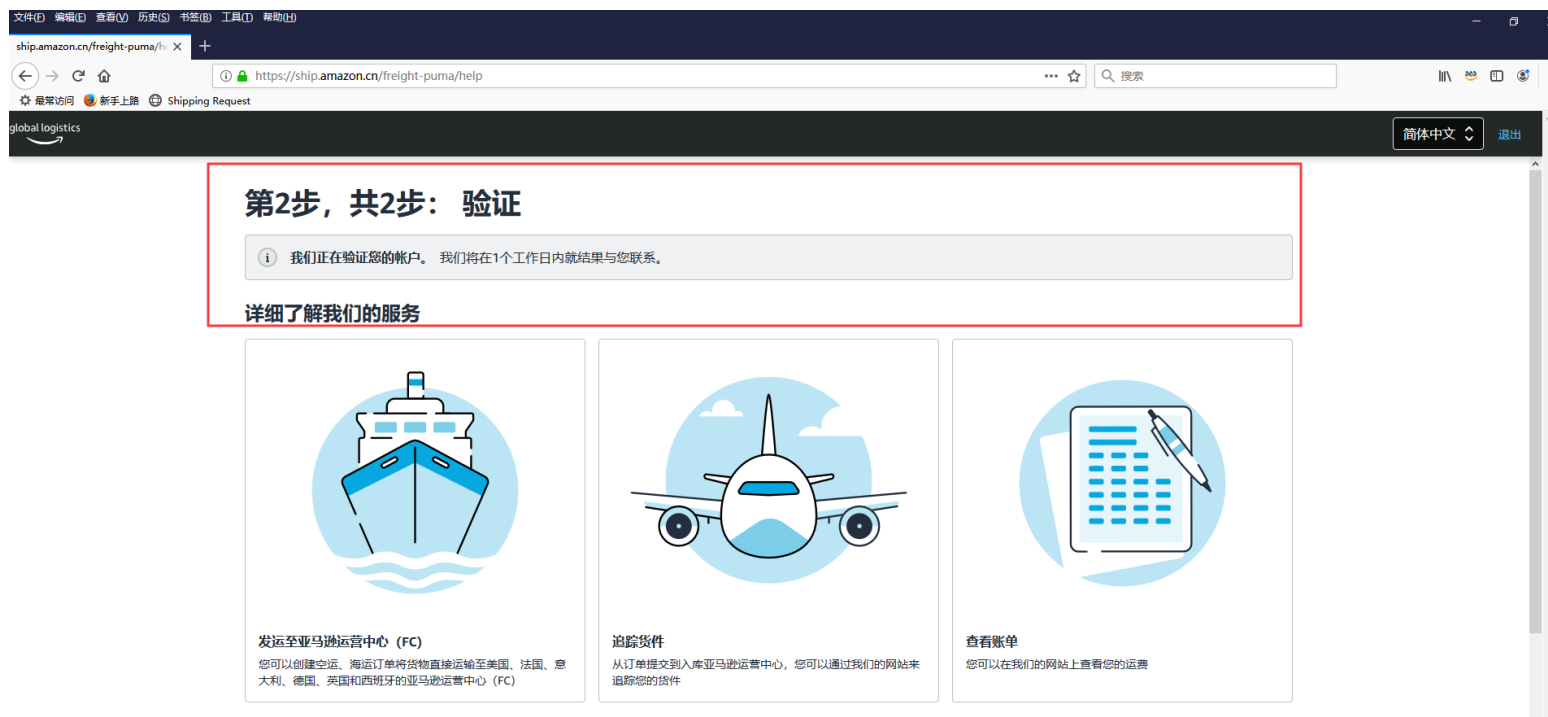 文件(F) 编辑(E) 查看(V) 历史(S) 书签(B) 工具(T) 帮助(H)
ship.amazon.cn/freight-puma/he
https://ship.amazon.cn/freight-puma/help
搜索
最常访问 新手上路 Shipping Request
global logistics
简体中文 退出
第2步，共2步： 验证
i 我们正在验证您的帐户。 我们将在1个工作日内就结果与您联系。
详细了解我们的服务
发运至亚马逊运营中心（FC）
您可以创建空运、海运订单将货物直接运输至美国、法国、意
大利、德国、英国和西班牙的亚马逊运营中心（FC）
追踪货件
从订单提交到入库亚马逊运营中心，您可以通过我们的网站来
追踪您的货件
查看账单
您可以在我们的网站上查看您的运费